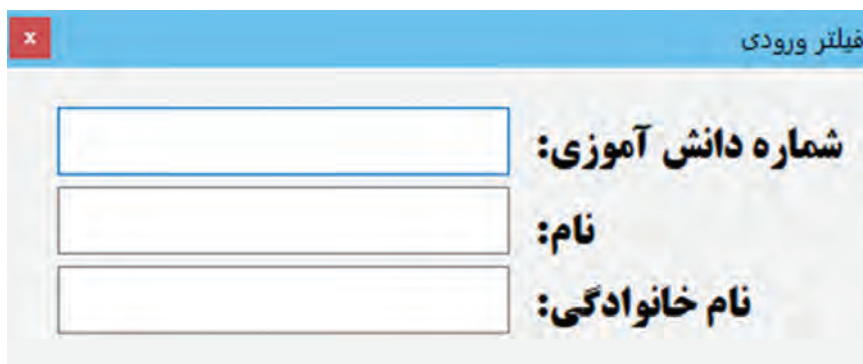 فیلتر ورودی
x
شماره دانش آموزی:
نام:
نام خانوادگی: